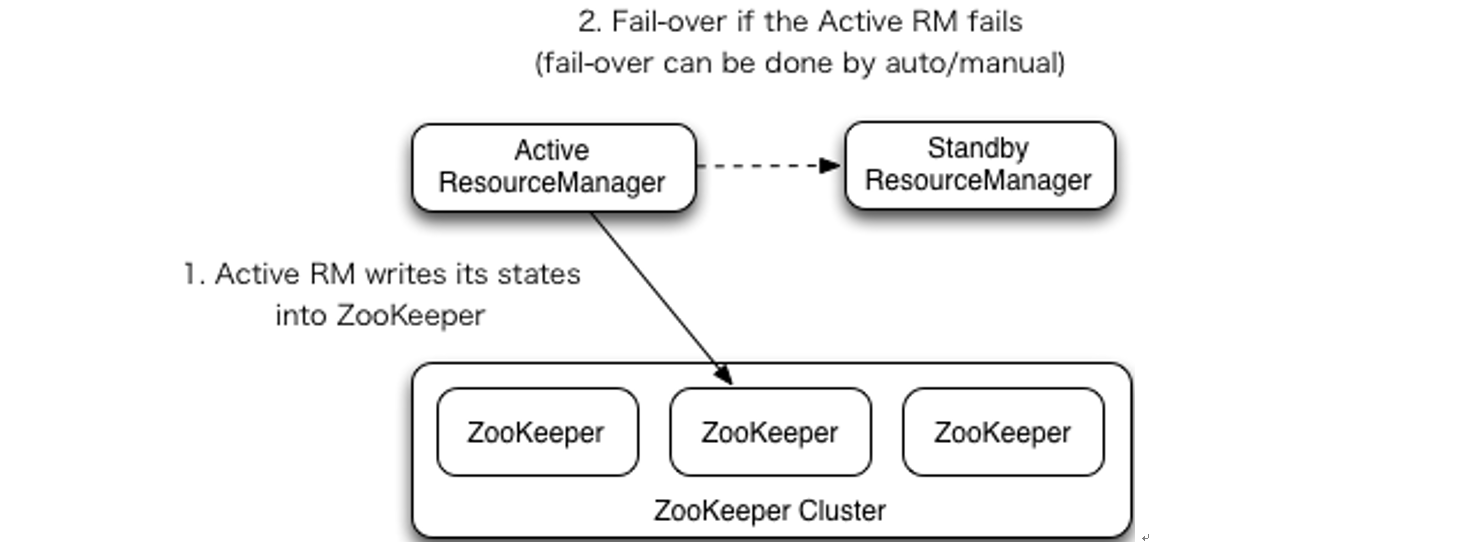 2. Fail-over if the Active RM fails
(fail-over can be done by auto/manual)
Active
ResourceManager
Standby
ResourceManager
1. Active RM writes its states
into ZooKeeper
ZooKeeper
ZooKeeper
ZooKeeper
ZooKeeper Cluster